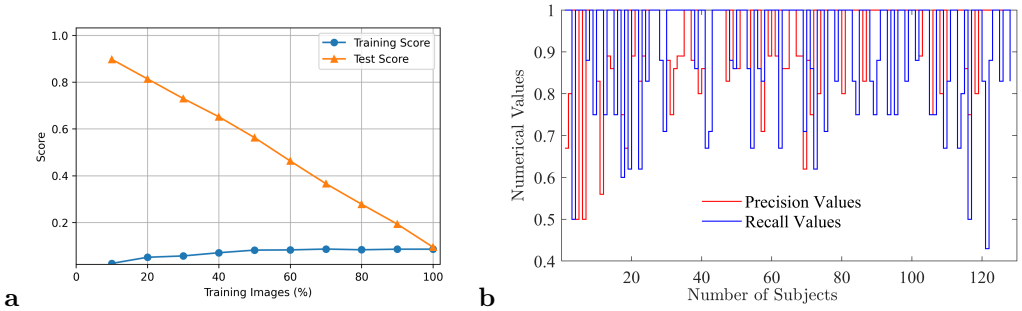 1.0
0.8
0.6
0.4
0.2
0 20 40 60 80 100
Score
Training Images (%)
Training Score
Test Score
a
1
0.9
0.8
0.7
0.6
0.5
0.4
20 40 60 80 100 120
Numerical Values
Number of Subjects
Precision Values
Recall Values
b